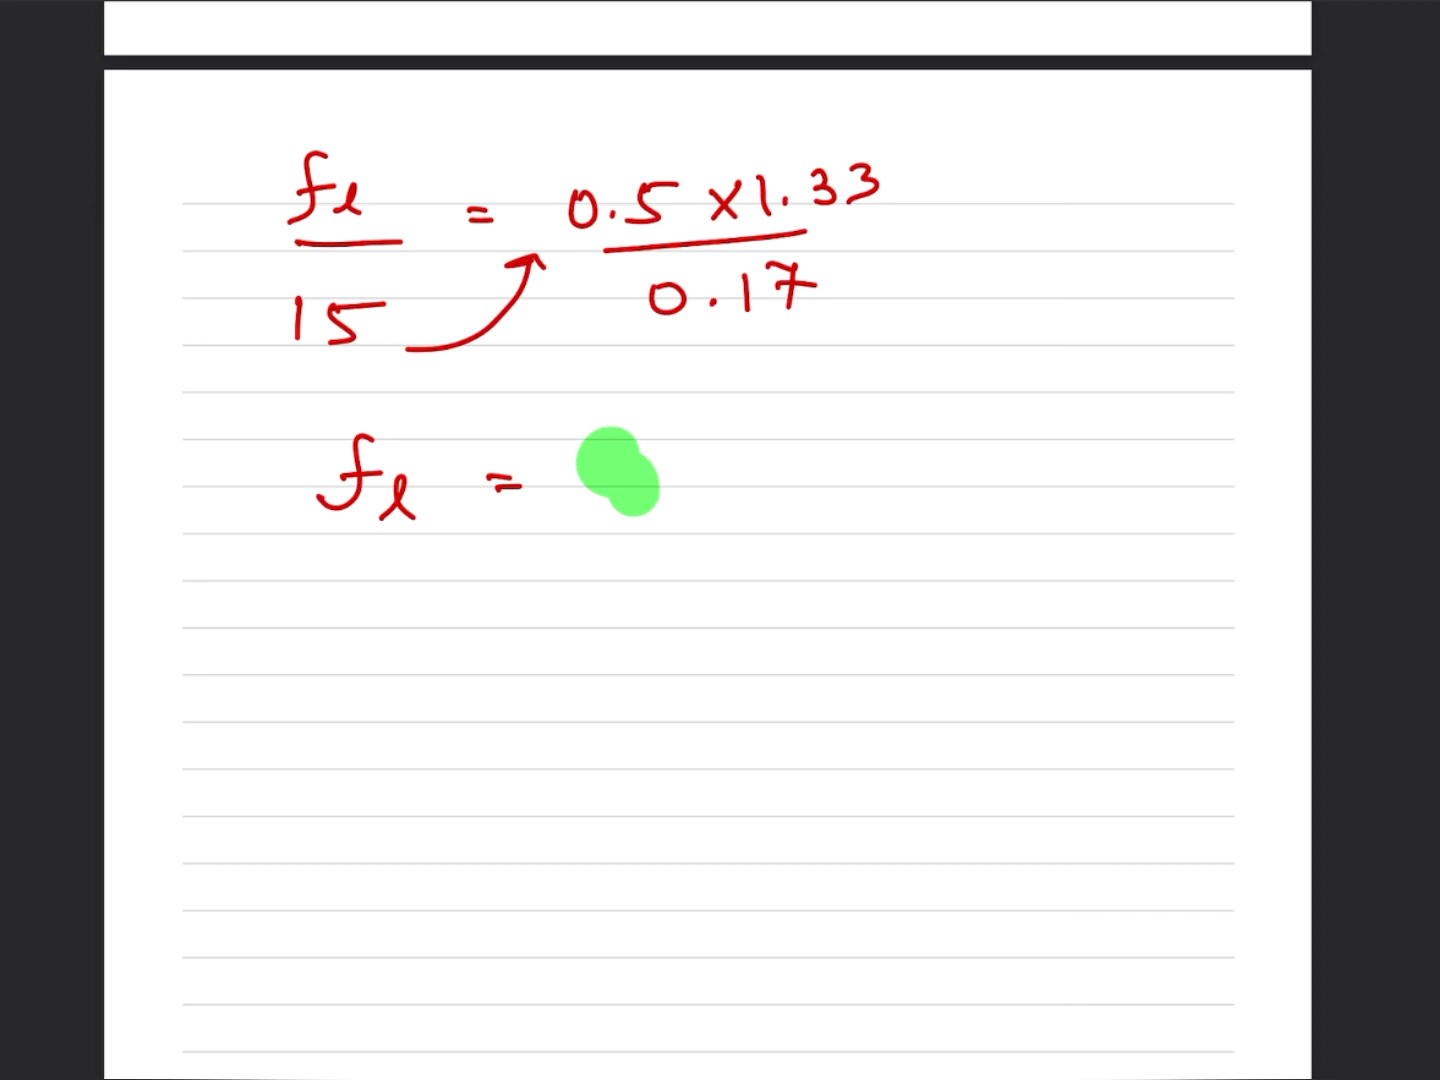 fl / 15 = 0.5 x 1.33 / 0.17
fl =